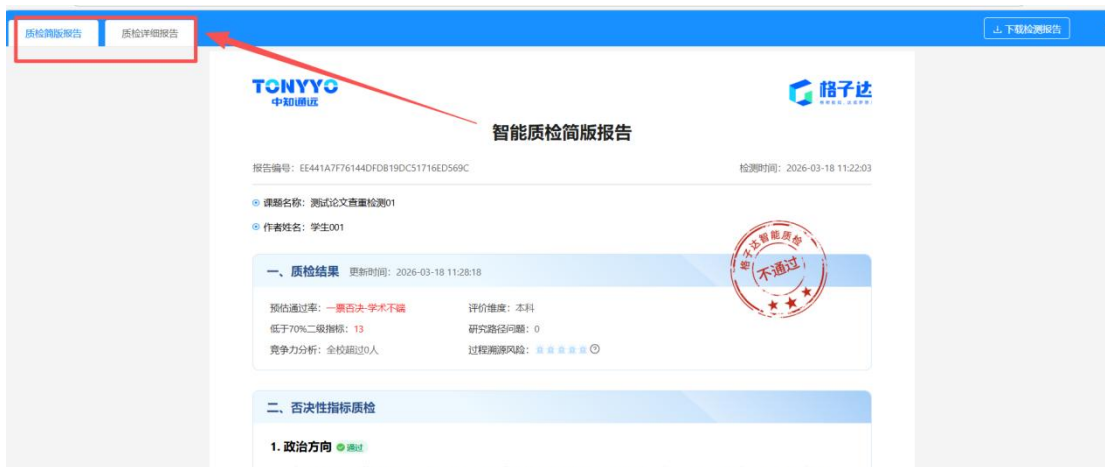 质检简版报告 质检详细报告 下载检测报告
TONYYO 格子达
中知通远
智能质检简版报告
报告编号：EE441A7F76144DFDB19DC51716ED569C 检测时间：2026-03-18 11:22:03
课题名称：测试论文查重检测01
作者姓名：学生001
格子达智能质检
不通过
一、质检结果 更新时间：2026-03-18 11:28:18
预估通过率：一票否决-学术不端 评价维度：本科
低于70%二级指标：13 研究路径问题：0
竞争力分析：全校超过0人 过程溯源风险：
二、否决性指标质检
1. 政治方向 通过